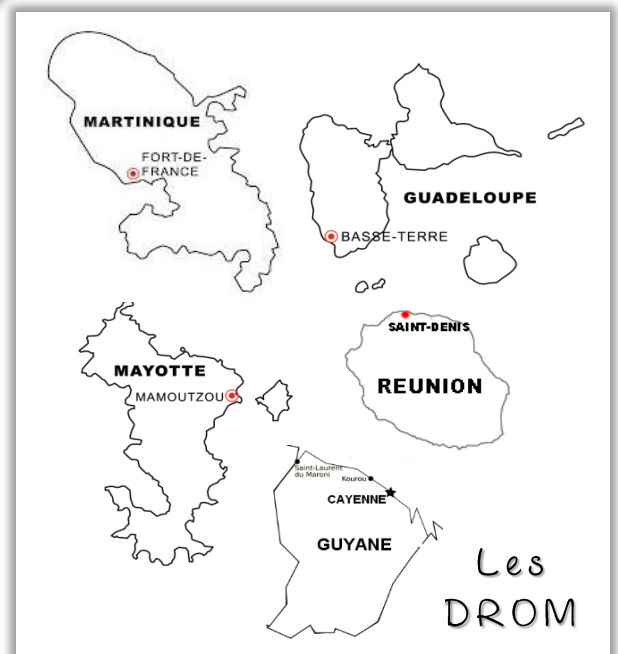 MARTINIQUE
FORT-DE-
FRANCE
GUADELOUPE
BASSE-TERRE
SAINT-DENIS
MAYOTTE
MAMOUTZOU
REUNION
Saint-Laurent
du Maroni
Kourou
CAYENNE
GUYANE
Les
DROM